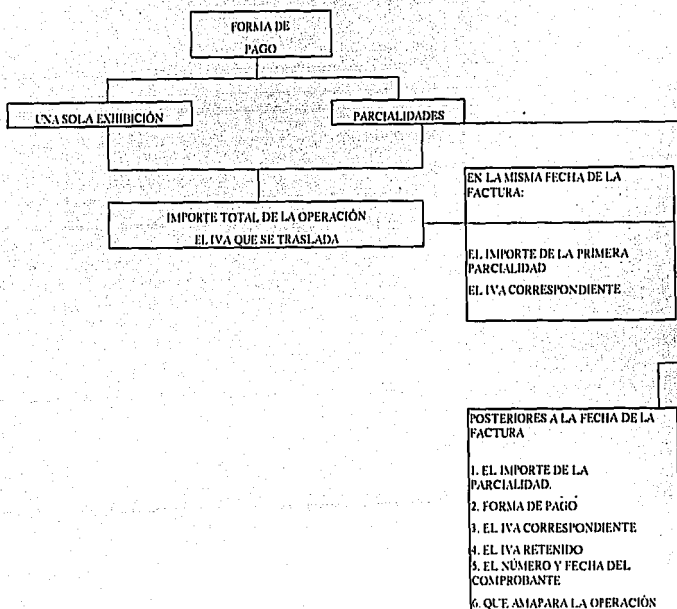 FORMA DE
PAGO
UNA SOLA EXHIBICIÓN
PARCIALIDADES
IMPORTE TOTAL DE LA OPERACIÓN
EL IVA QUE SE TRASLADA
EN LA MISMA FECHA DE LA
FACTURA:
EL IMPORTE DE LA PRIMERA
PARCIALIDAD
EL IVA CORRESPONDIENTE
POSTERIORES A LA FECHA DE LA
FACTURA
1. EL IMPORTE DE LA
PARCIALIDAD.
2. FORMA DE PAGO
3. EL IVA CORRESPONDIENTE
4. EL IVA RETENIDO
5. EL NÚMERO Y FECHA DEL
COMPROBANTE
6. QUE AMAPARA LA OPERACIÓN